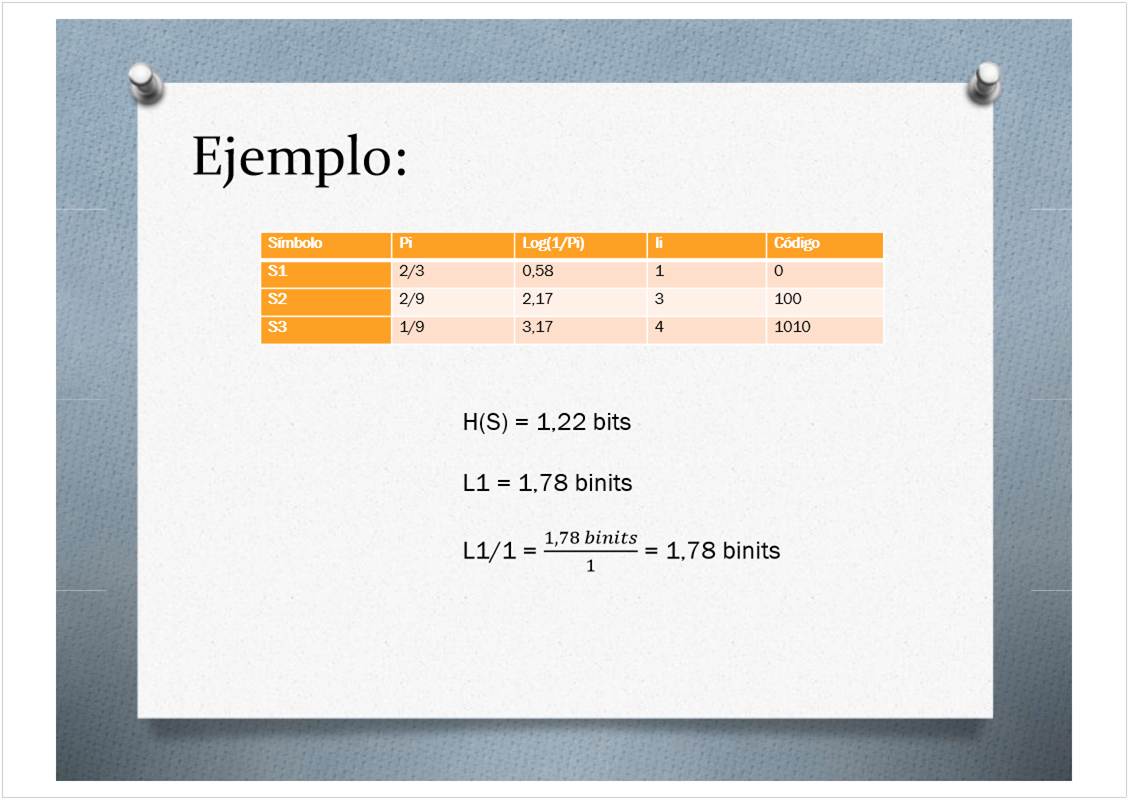 Ejemplo:
Símbolo Pi Log(1/Pi) li Código
S1 2/3 0,58 1 0
S2 2/9 2,17 3 100
S3 1/9 3,17 4 1010
H(S) = 1,22 bits
L1 = 1,78 binits
L1/1 = 1,78 binits/1 = 1,78 binits